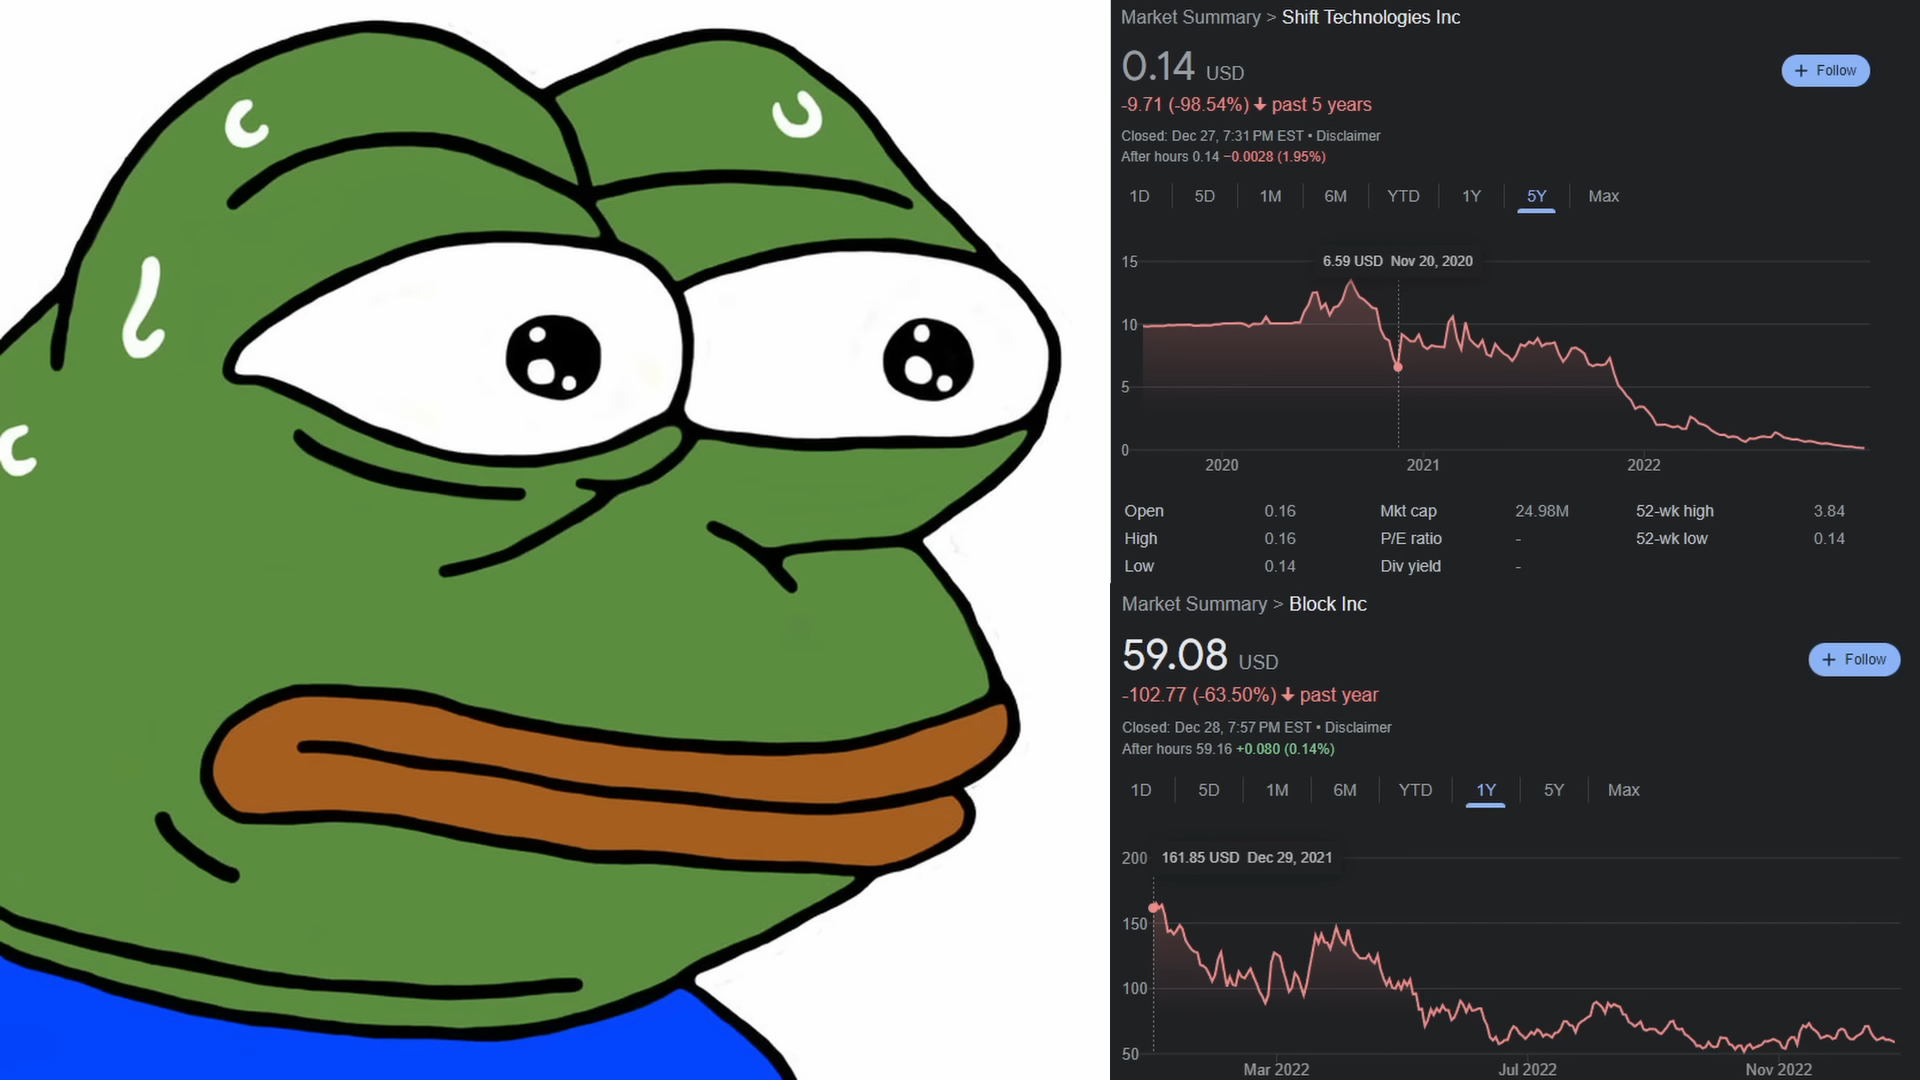 Market Summary > Shift Technologies Inc
0.14 USD
+ Follow
-9.71 (-98.54%) ↓ past 5 years
Closed: Dec 27, 7:31 PM EST • Disclaimer
After hours 0.14 −0.0028 (1.95%)
1D 5D 1M 6M YTD 1Y 5Y Max
6.59 USD Nov 20, 2020
15
10
5
0
2020 2021 2022
Open 0.16 Mkt cap 24.98M 52-wk high 3.84
High 0.16 P/E ratio - 52-wk low 0.14
Low 0.14 Div yield -
Market Summary > Block Inc
59.08 USD
+ Follow
-102.77 (-63.50%) ↓ past year
Closed: Dec 28, 7:57 PM EST • Disclaimer
After hours 59.16 +0.080 (0.14%)
1D 5D 1M 6M YTD 1Y 5Y Max
200 161.85 USD Dec 29, 2021
150
100
50
Mar 2022 Jul 2022 Nov 2022